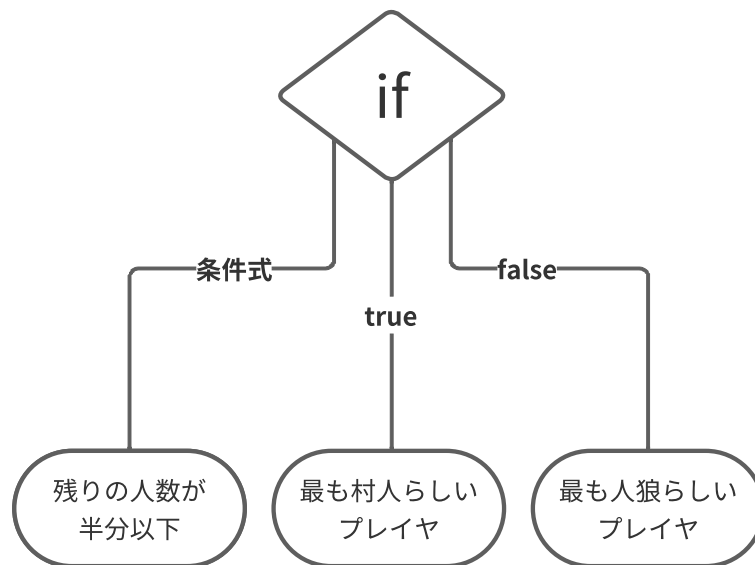 if
条件式
false
true
残りの人数が
半分以下
最も村人らしい
プレイヤ
最も人狼らしい
プレイヤ